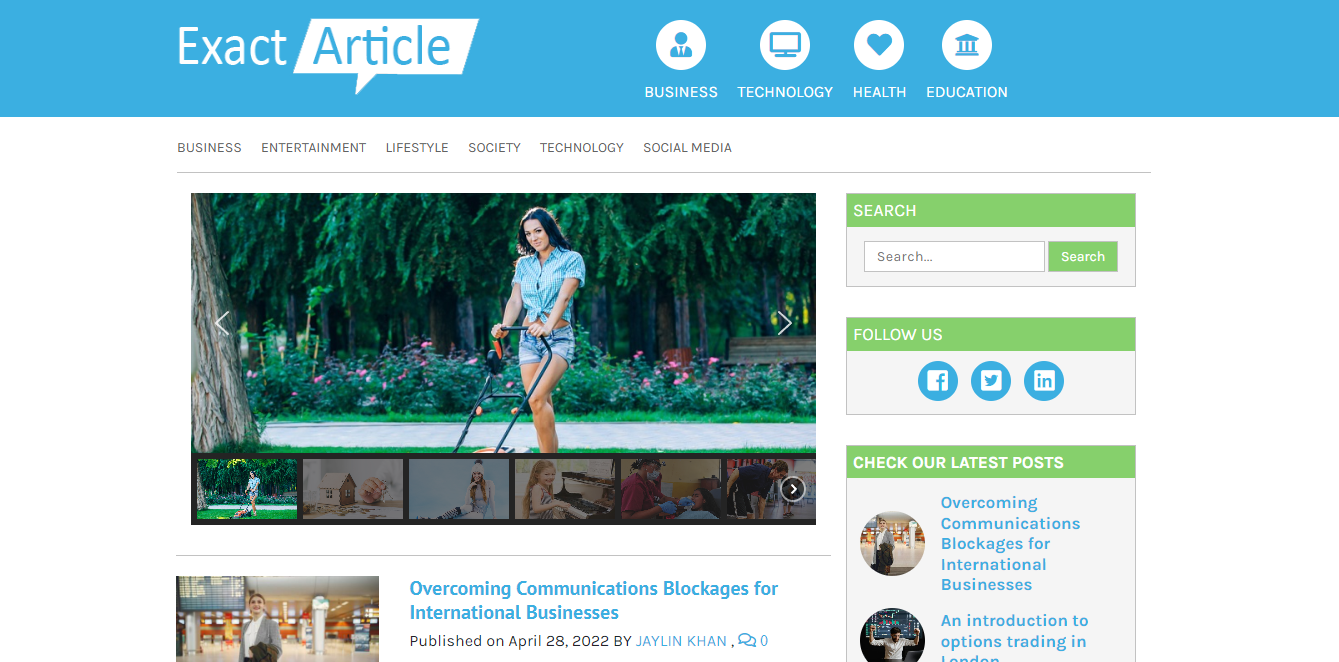 Exact Article
BUSINESS TECHNOLOGY HEALTH EDUCATION
BUSINESS ENTERTAINMENT LIFESTYLE SOCIETY TECHNOLOGY SOCIAL MEDIA
SEARCH
Search...
Search
FOLLOW US
CHECK OUR LATEST POSTS
Overcoming
Communications
Blockages for
International
Businesses
An introduction to
options trading in
London
Overcoming Communications Blockages for
International Businesses
Published on April 28, 2022 BY JAYLIN KHAN , 0